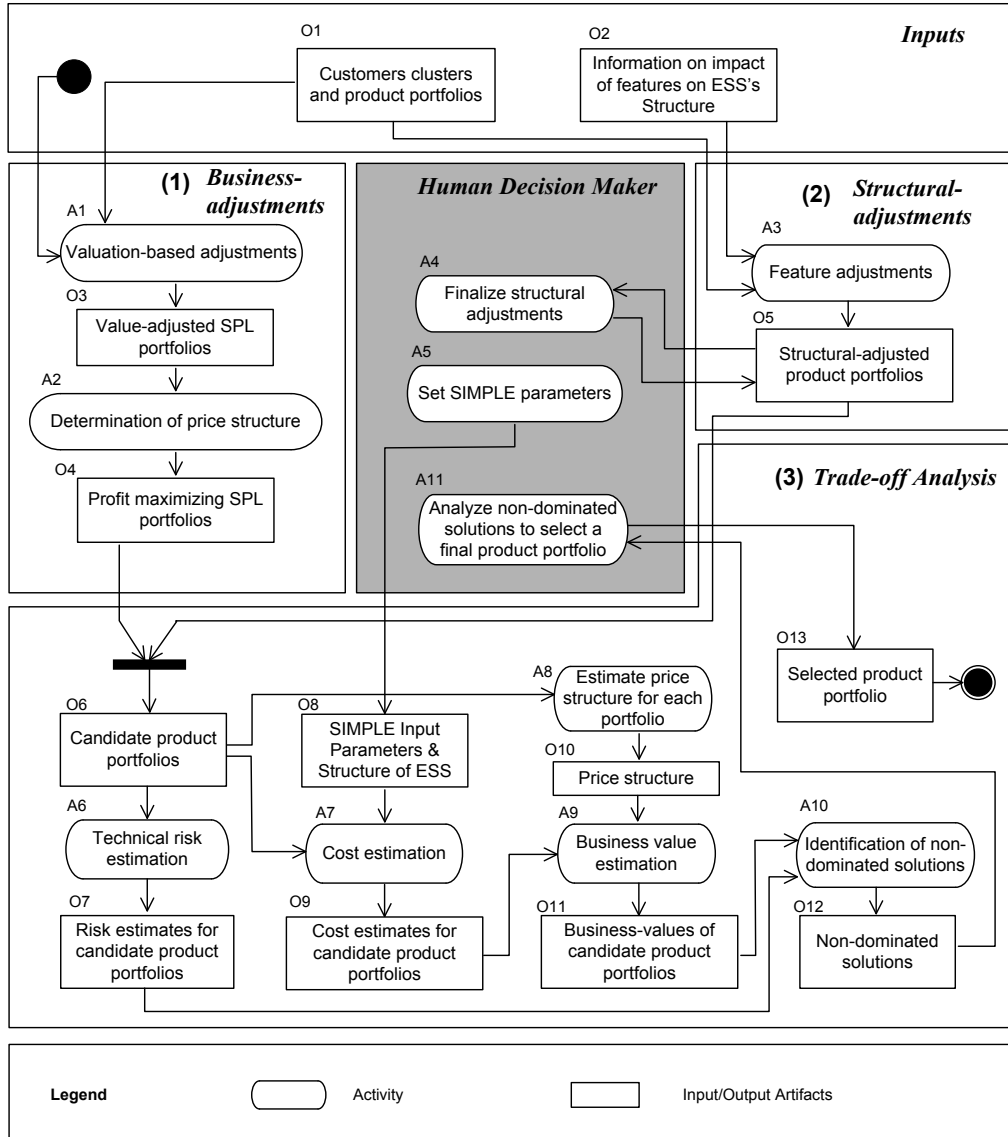 Inputs
O1
Customers clusters
and product portfolios
O2
Information on impact
of features on ESS's
Structure
(1) Business-
adjustments
A1
Valuation-based adjustments
O3
Value-adjusted SPL
portfolios
A2
Determination of price structure
O4
Profit maximizing SPL
portfolios
Human Decision Maker
A4
Finalize structural
adjustments
A5
Set SIMPLE parameters
A11
Analyze non-dominated
solutions to select a
final product portfolio
(2) Structural-
adjustments
A3
Feature adjustments
O5
Structural-adjusted
product portfolios
(3) Trade-off Analysis
O13
Selected product
portfolio
O6
Candidate product
portfolios
A6
Technical risk
estimation
O7
Risk estimates for
candidate product
portfolios
O8
SIMPLE Input
Parameters &
Structure of ESS
A7
Cost estimation
O9
Cost estimates for
candidate product
portfolios
A8
Estimate price
structure for each
portfolio
O10
Price structure
A9
Business value
estimation
O11
Business-values of
candidate product
portfolios
A10
Identification of non-
dominated solutions
O12
Non-dominated
solutions
Legend
Activity
Input/Output Artifacts